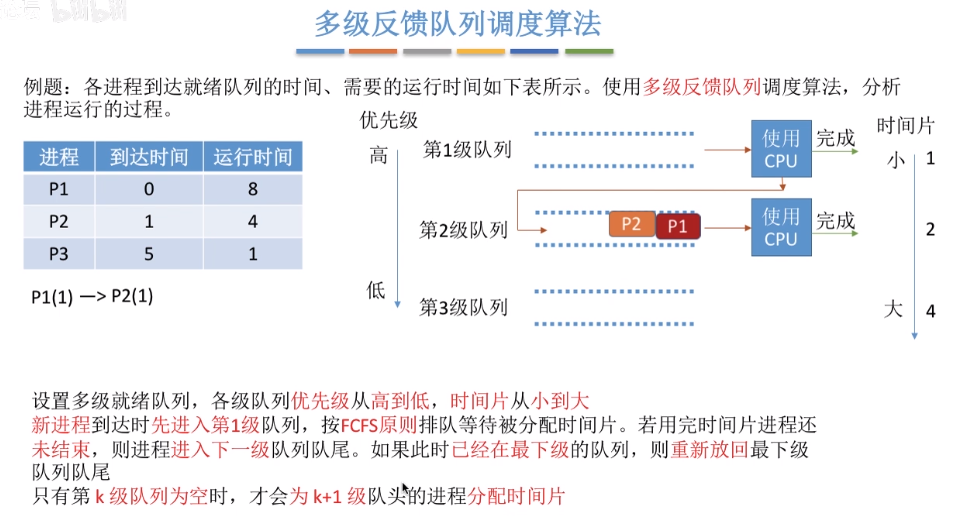 多级反馈队列调度算法
例题：各进程到达就绪队列的时间、需要的运行时间如下表所示。使用多级反馈队列调度算法，分析
进程运行的过程。
进程 到达时间 运行时间
P1 0 8
P2 1 4
P3 5 1
P1(1) —> P2(1)
优先级
高
低
第1级队列
使用
CPU
完成
第2级队列
P2 P1
使用
CPU
完成
第3级队列
时间片
小 1
2
大 4
设置多级就绪队列，各级队列优先级从高到低，时间片从小到大
新进程到达时先进入第1级队列，按FCFS原则排队等待被分配时间片。若用完时间片进程还
未结束，则进程进入下一级队列队尾。如果此时已经在最下级的队列，则重新放回最下级
队列队尾
只有第 k 级队列为空时，才会为 k+1 级队头的进程分配时间片